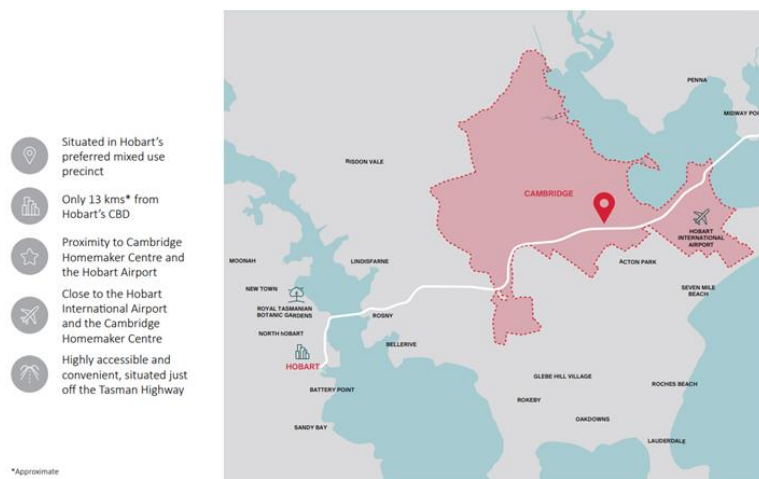 Situated in Hobart's
preferred mixed use
precinct
Only 13 kms* from
Hobart's CBD
Proximity to Cambridge
Homemaker Centre and
the Hobart Airport
Close to the Hobart
International Airport
and the Cambridge
Homemaker Centre
Highly accessible and
convenient, situated just
off the Tasman Highway
*Approximate
PENNA
MIDWAY POI
RISDON VALE
CAMBRIDGE
HOBART
INTERNATIONAL
AIRPORT
MOONAH
LINDISFARNE
ACTON PARK
NEW TOWN
SEVEN MILE
BEACH
ROYAL TASMANIAN
BOTANIC GARDENS
ROSNY
NORTH HOBART
BELLERIVE
HOBART
GLEBE HILL VILLAGE
BATTERY POINT
ROCHES BEACH
ROKEBY
OAKDOWNS
SANDY BAY
LAUDERDALE